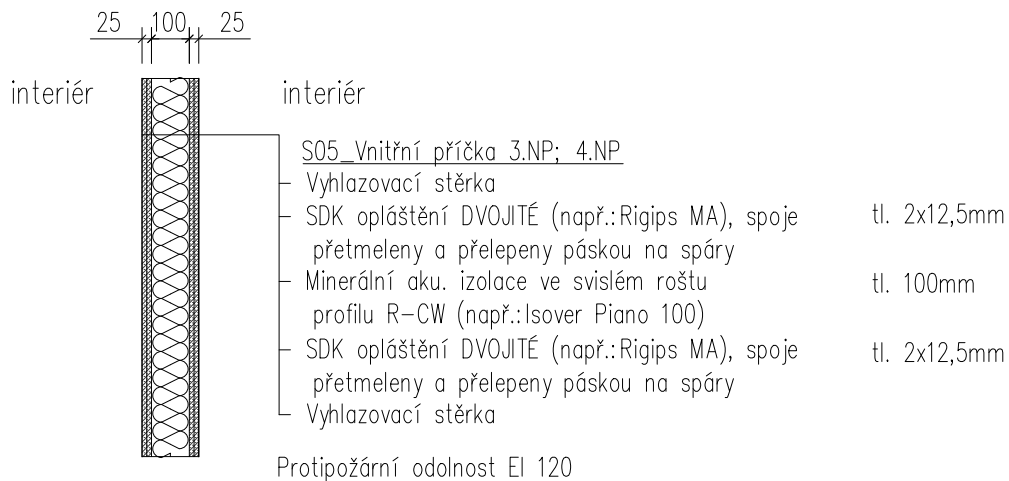 25 100 25
interiér interiér
S05_Vnitřní příčka 3.NP; 4.NP
Vyhlazovací stěrka
SDK opláštění DVOJITÉ (např.:Rigips MA), spoje tl. 2x12,5mm
přetmeleny a přelepeny páskou na spáry
Minerální aku. izolace ve svislém roštu tl. 100mm
profilu R-CW (např.:Isover Piano 100)
SDK opláštění DVOJITÉ (např.:Rigips MA), spoje tl. 2x12,5mm
přetmeleny a přelepeny páskou na spáry
Vyhlazovací stěrka
Protipožární odolnost EI 120